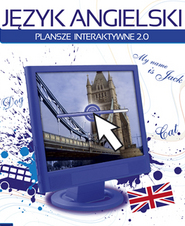 JĘZYK ANGIELSKI
PLANSZE INTERAKTYWNE 2.0
My name
is Jack
Dog
Cat